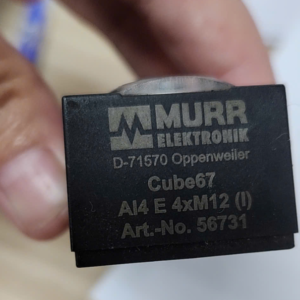 MURR
ELEKTRONIK
D-71570 Oppenweiler
Cube67
AI4 E 4xM12 (I)
Art.-No. 56731